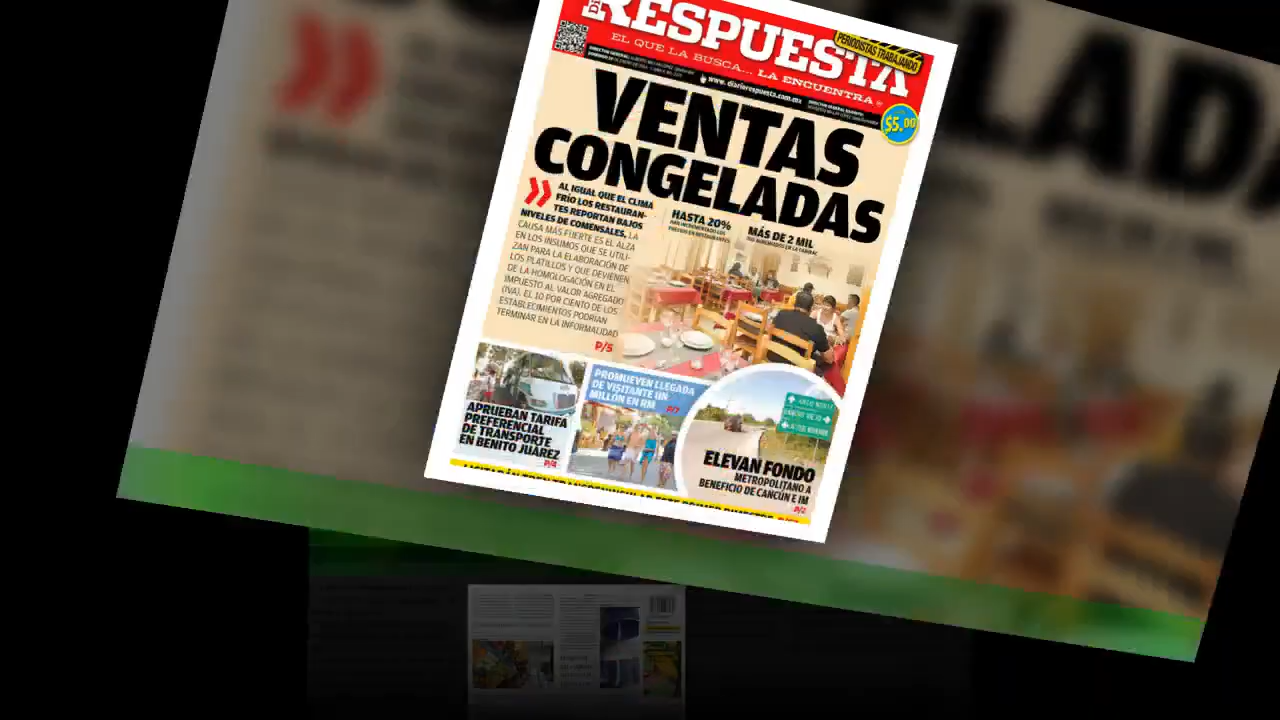 RESPUESTA
PERIODISTAS TRABAJANDO
EL QUE LA BUSCA... LA ENCUENTRA
www. diariorespuesta.com.mx
$5.00
VENTAS
CONGELADAS
AL IGUAL QUE EL CLIMA
FRÍO LOS RESTAURAN-
TES REPORTAN BAJOS
NIVELES DE COMENSALES. LA
CAUSA MÁS FUERTE ES EL ALZA
EN LOS INSUMOS QUE SE UTILI-
ZAN PARA LA ELABORACIÓN DE
LOS PLATILLOS Y QUE DEVIENEN
DE LA HOMOLOGACIÓN EN EL
IMPUESTO AL VALOR AGREGADO
(IVA). EL 10 POR CIENTO DE LOS
ESTABLECIMIENTOS PODRÍAN
TERMINAR EN LA INFORMALIDAD
P/5
HASTA 20%
MÁS DE 2 MIL
APRUEBAN TARIFA
PREFERENCIAL
DE TRANSPORTE
EN BENITO JUÁREZ
P/4
PROMUEVEN LLEGADA
DE VISITANTE UN
MILLÓN EN RM
P/7
ELEVAN FONDO
METROPOLITANO A
BENEFICIO DE CANCÚN E IM
P/2